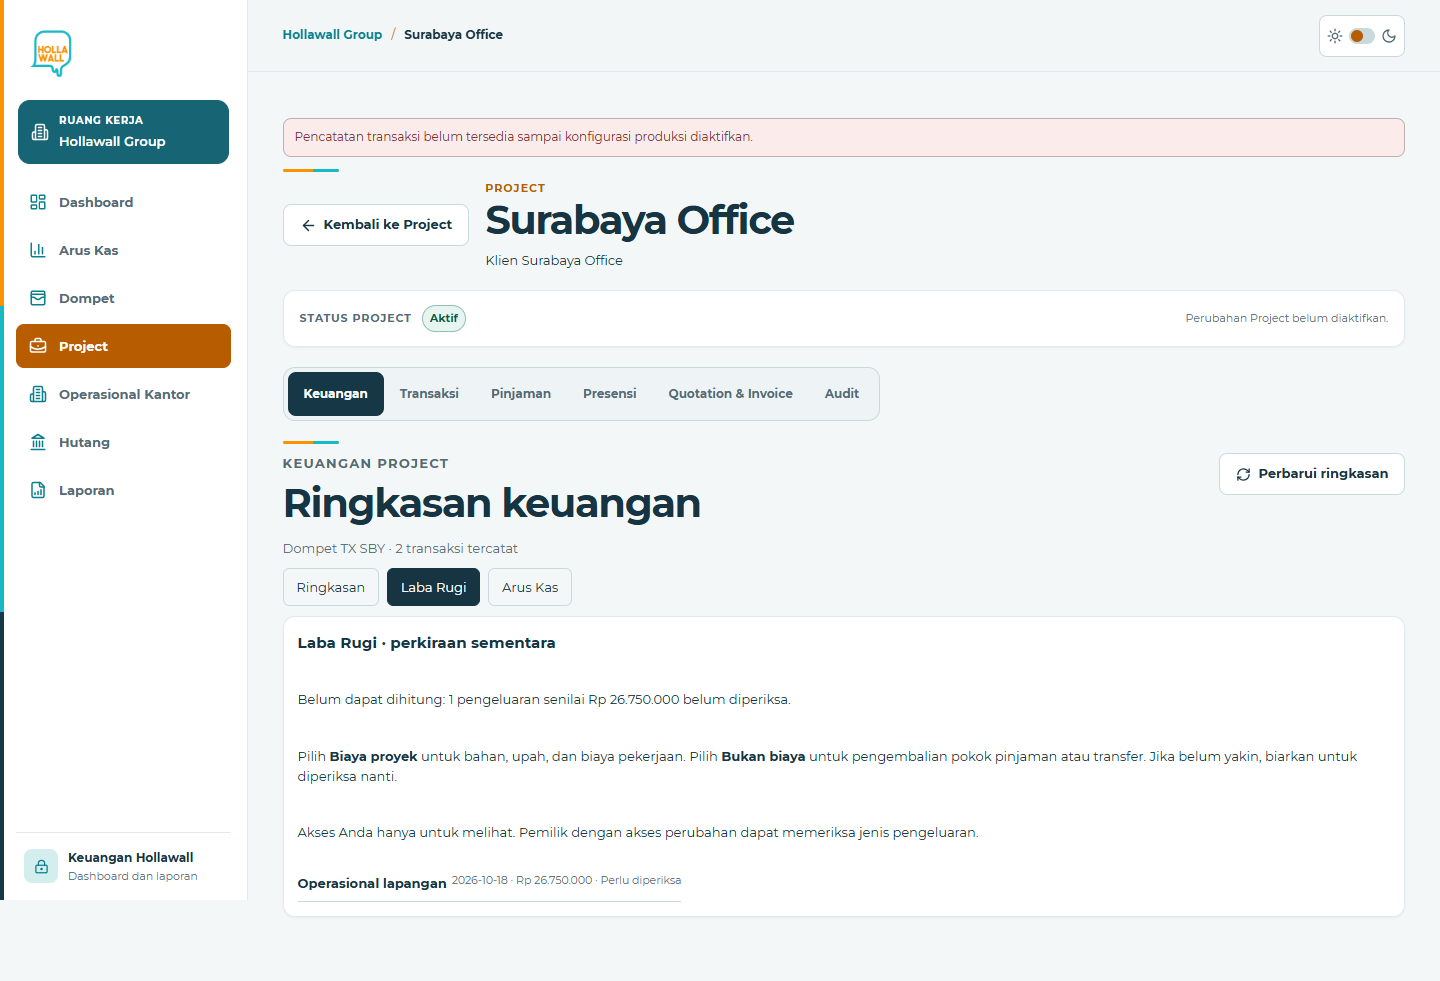 HOLLA
WALL
RUANG KERJA
Hollawall Group
Dashboard
Arus Kas
Dompet
Project
Operasional Kantor
Hutang
Laporan
Keuangan Hollawall
Dashboard dan laporan
Hollawall Group / Surabaya Office
Pencatatan transaksi belum tersedia sampai konfigurasi produksi diaktifkan.
Kembali ke Project
PROJECT
Surabaya Office
Klien Surabaya Office
STATUS PROJECT Aktif
Perubahan Project belum diaktifkan.
Keuangan Transaksi Pinjaman Presensi Quotation & Invoice Audit
KEUANGAN PROJECT
Ringkasan keuangan
Perbarui ringkasan
Dompet TX SBY · 2 transaksi tercatat
Ringkasan Laba Rugi Arus Kas
Laba Rugi · perkiraan sementara
Belum dapat dihitung: 1 pengeluaran senilai Rp 26.750.000 belum diperiksa.
Pilih Biaya proyek untuk bahan, upah, dan biaya pekerjaan. Pilih Bukan biaya untuk pengembalian pokok pinjaman atau transfer. Jika belum yakin, biarkan untuk
diperiksa nanti.
Akses Anda hanya untuk melihat. Pemilik dengan akses perubahan dapat memeriksa jenis pengeluaran.
Operasional lapangan 2026-10-18 · Rp 26.750.000 · Perlu diperiksa